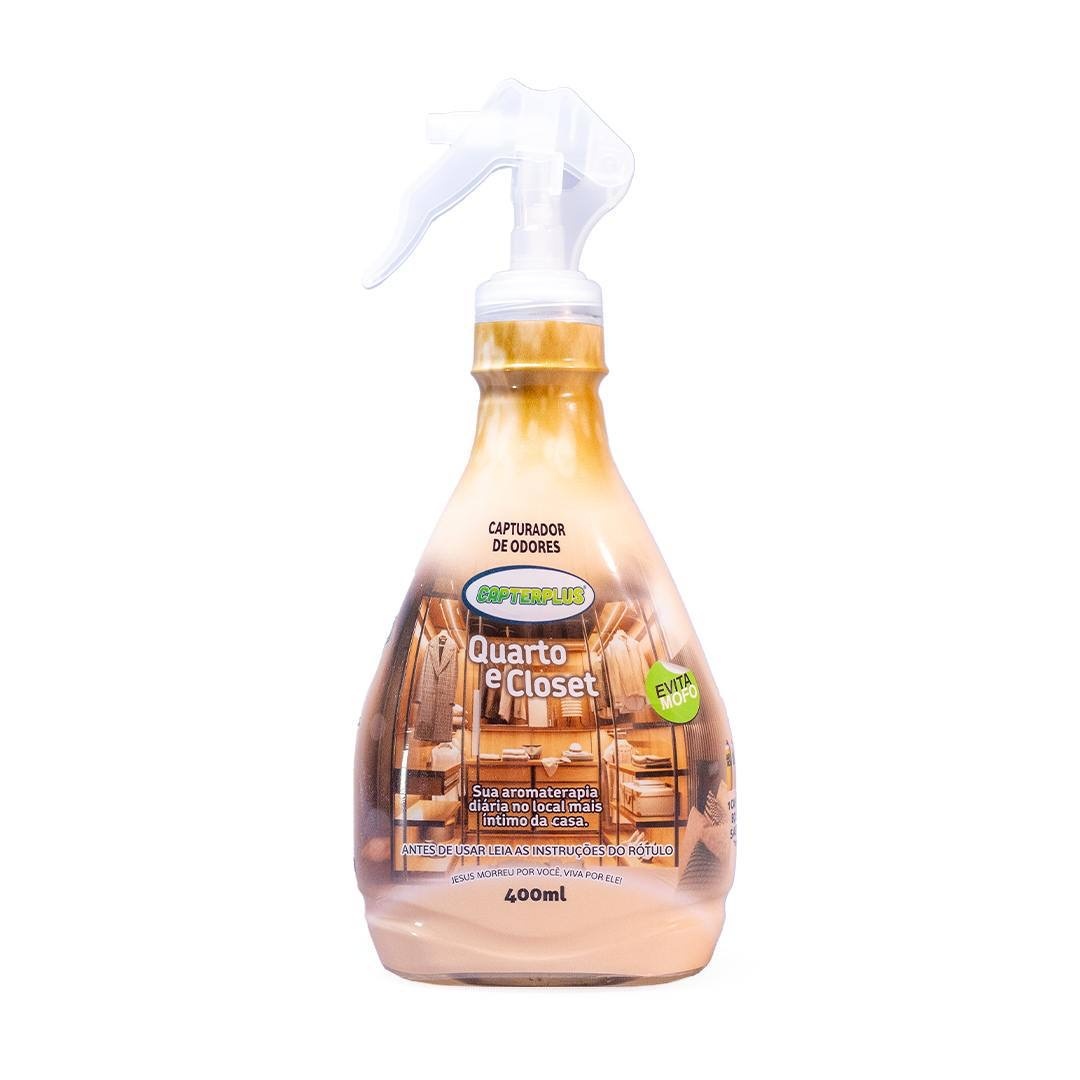 CAPTURADOR
DE ODORES
CAPTERPLUS
Quarto
e Closet
EVITA
MOFO
Sua aromaterapia
diária no local mais
íntimo da casa.
ANTES DE USAR LEIA AS INSTRUÇÕES DO RÓTULO
JESUS MORREU POR VOCÊ, VIVA POR ELE!
400ml